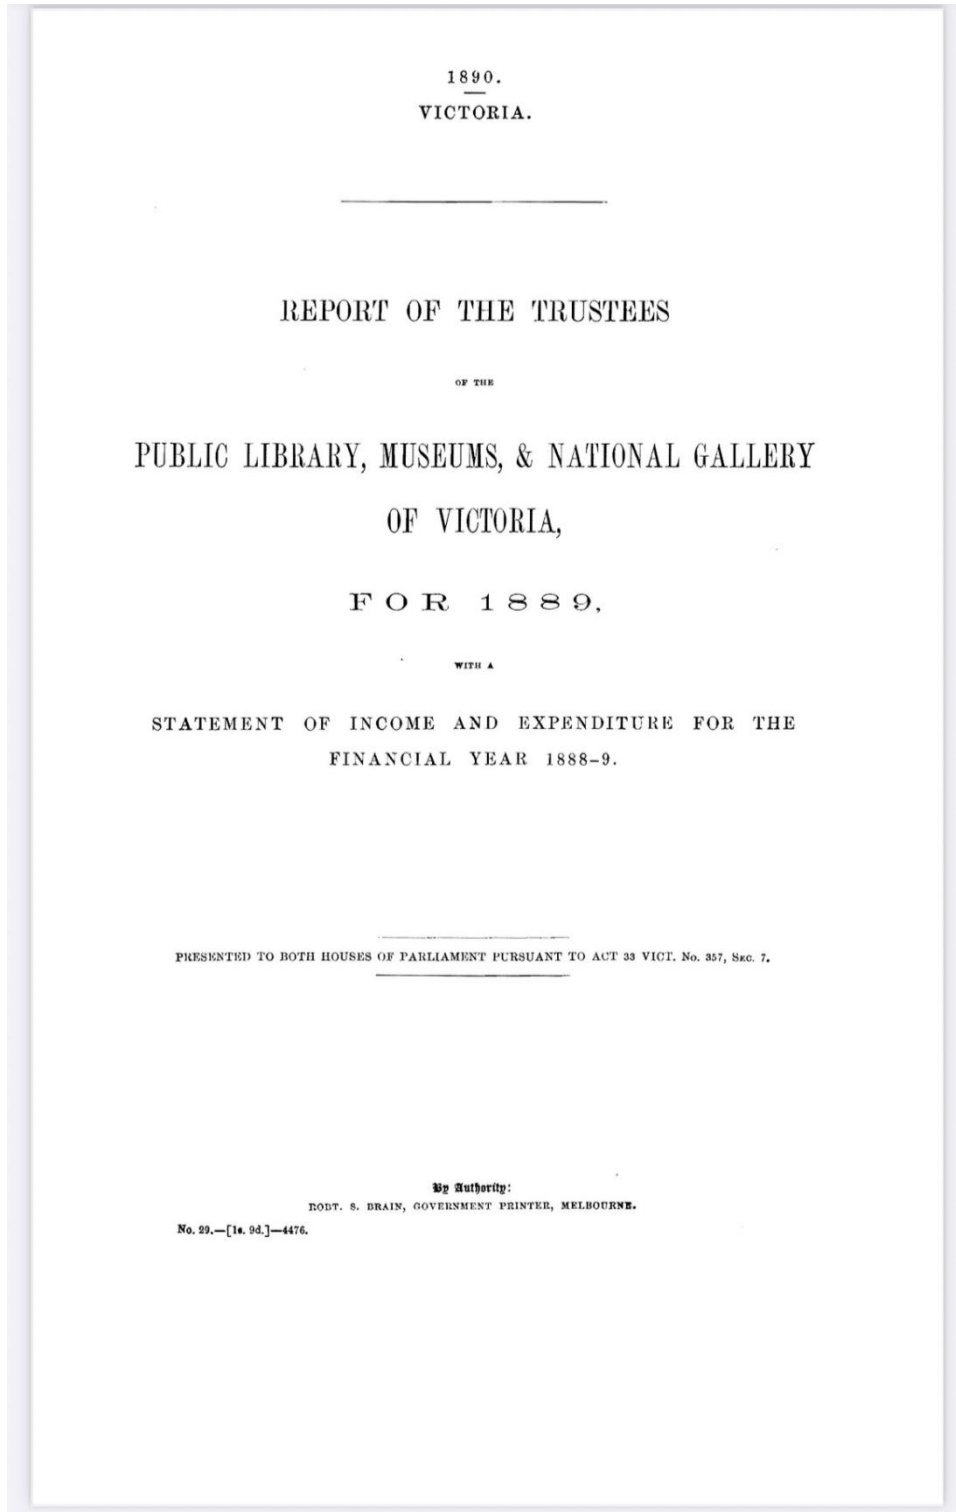 1890.
VICTORIA.
REPORT OF THE TRUSTEES
OF THE
PUBLIC LIBRARY, MUSEUMS, & NATIONAL GALLERY
OF VICTORIA,
FOR 1889,
WITH A
STATEMENT OF INCOME AND EXPENDITURE FOR THE
FINANCIAL YEAR 1888-9.
PRESENTED TO BOTH HOUSES OF PARLIAMENT PURSUANT TO ACT 33 VICT. No. 357, SEC. 7.
By Authority:
ROBT. S. BRAIN, GOVERNMENT PRINTER, MELBOURNE.
No. 29.—[1s. 9d.]—4476.